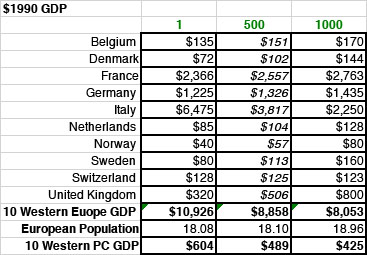 $1990 GDP
1 500 1000
Belgium $135 $151 $170
Denmark $72 $102 $144
France $2,366 $2,557 $2,763
Germany $1,225 $1,326 $1,435
Italy $6,475 $3,817 $2,250
Netherlands $85 $104 $128
Norway $40 $57 $80
Sweden $80 $113 $160
Switzerland $128 $125 $123
United Kingdom $320 $506 $800
10 Western Euope GDP $10,926 $8,858 $8,053
European Population 18.08 18.10 18.96
10 Western PC GDP $604 $489 $425